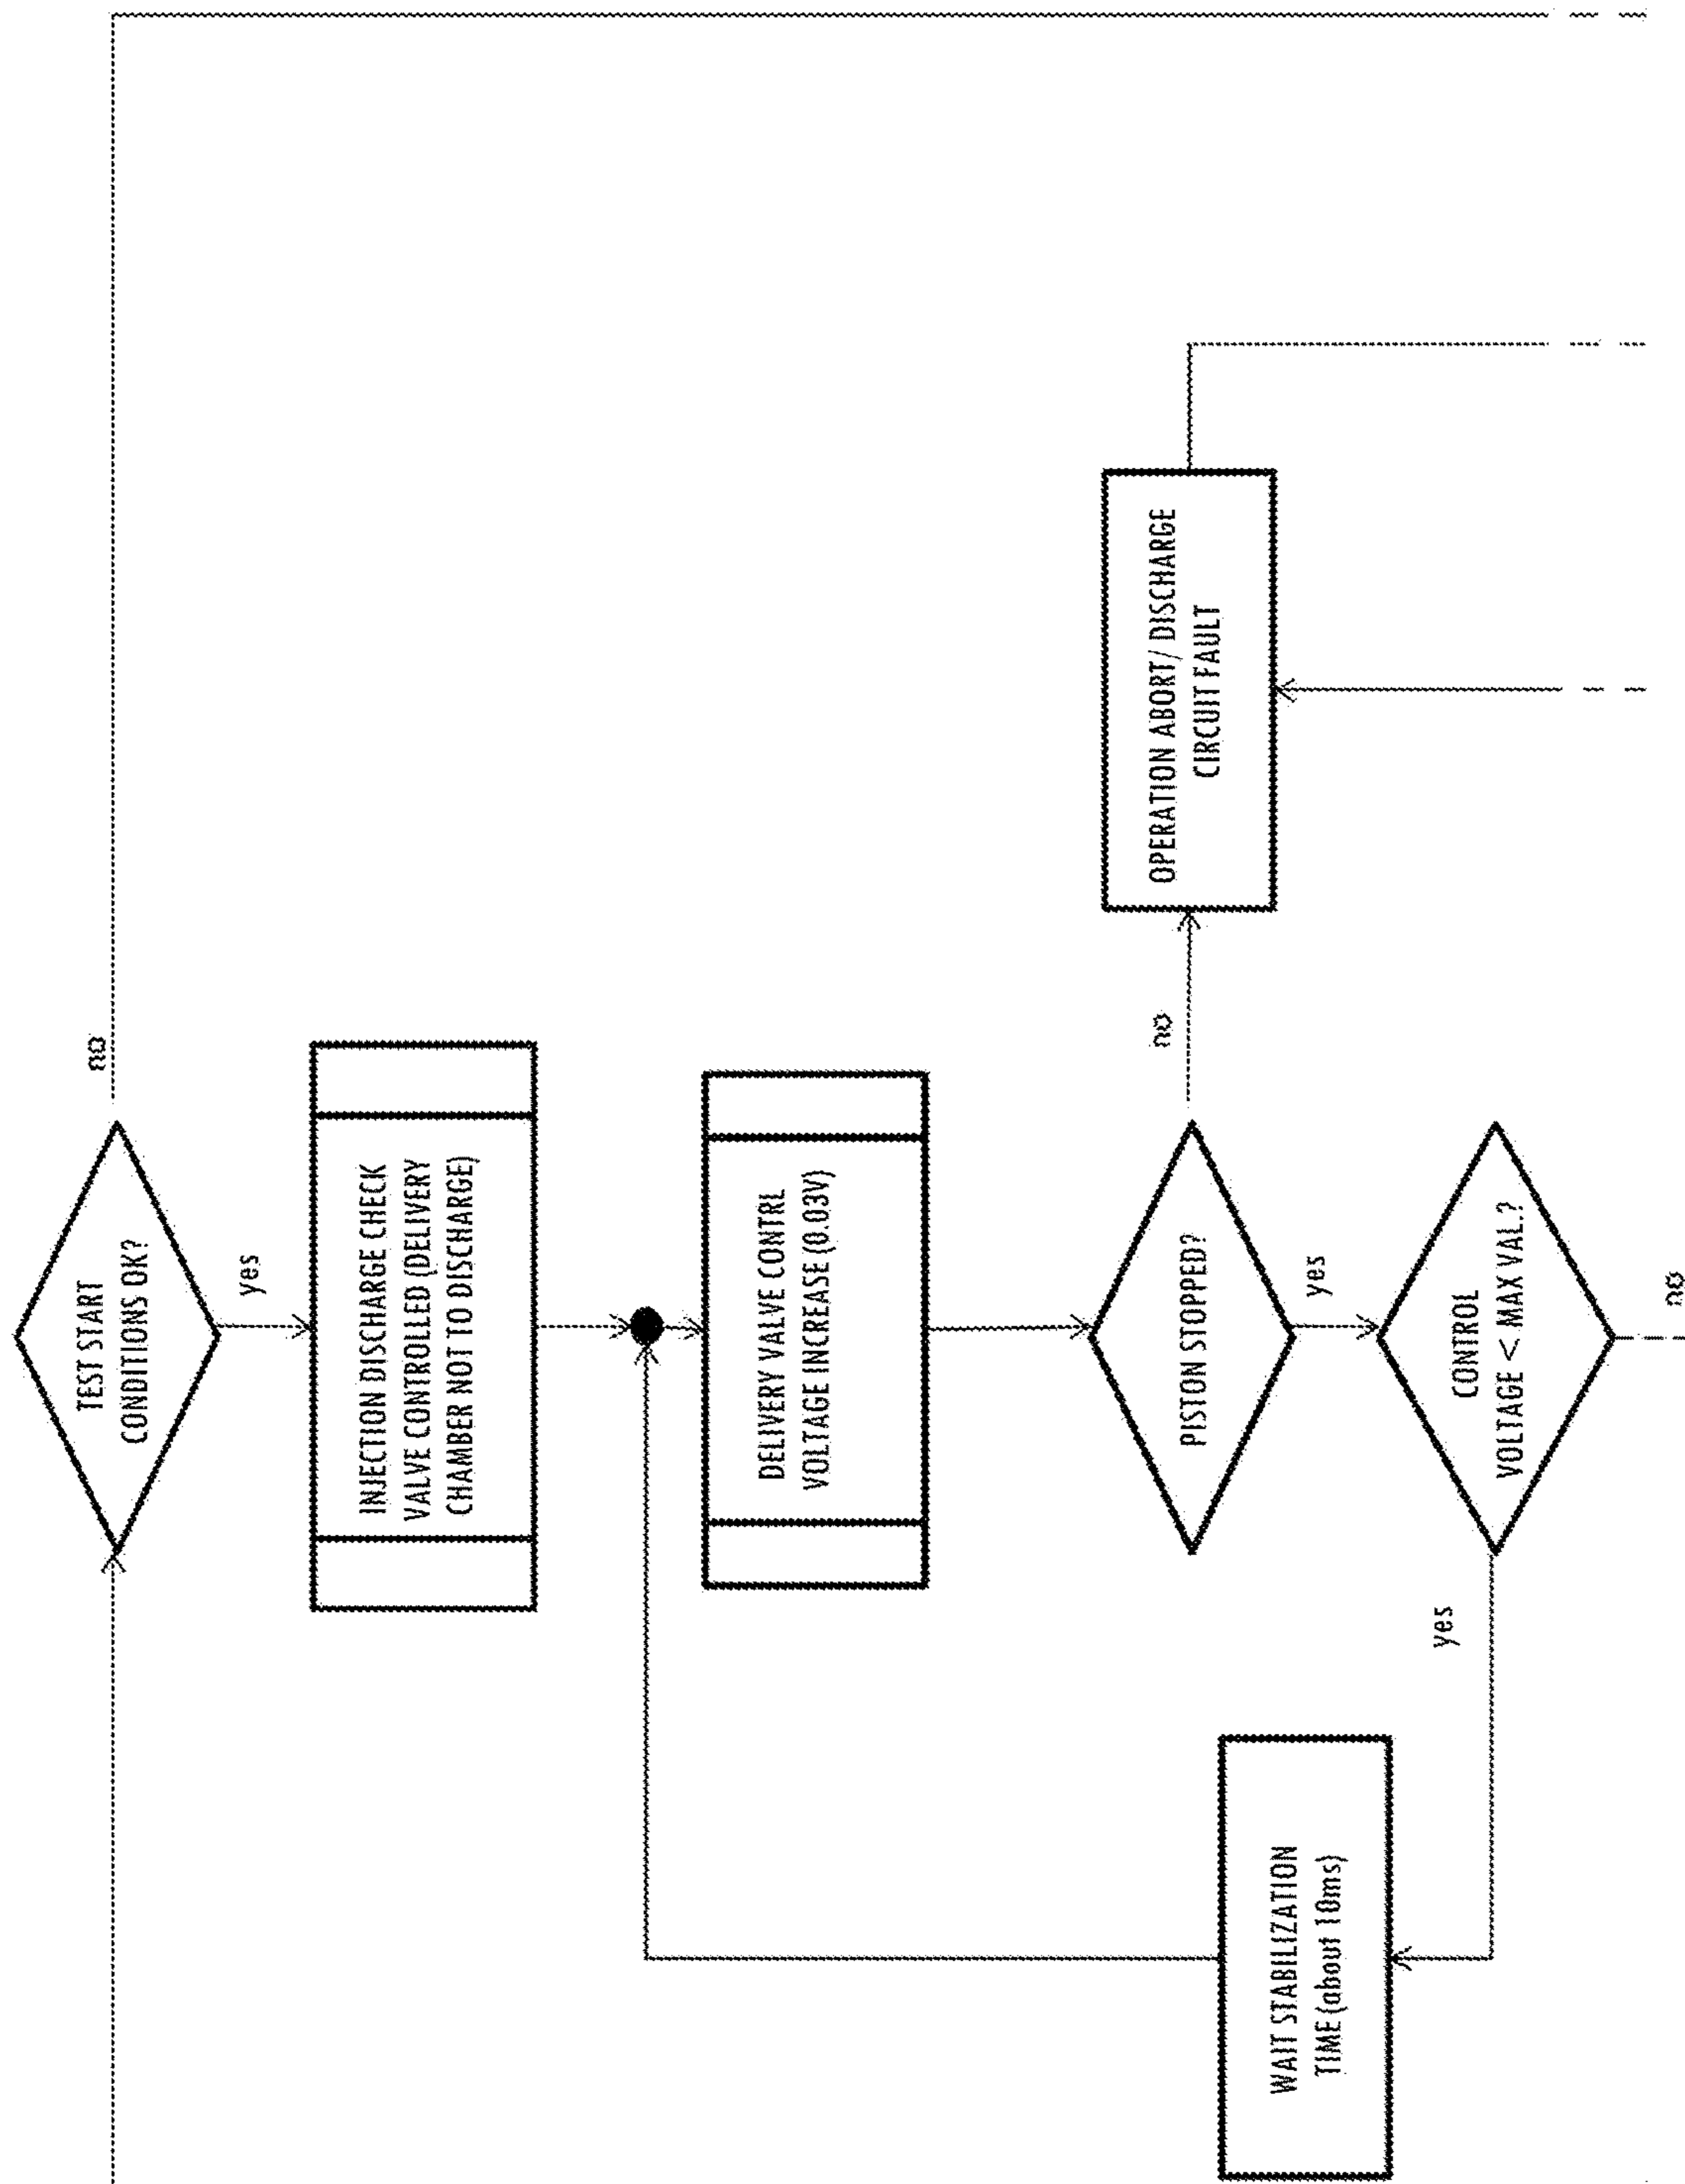 TEST START
CONDITIONS OK?
no
yes
INJECTION DISCHARGE CHECK
VALVE CONTROLLED (DELIVERY
CHAMBER NOT TO DISCHARGE)
DELIVERY VALVE CONTRL
VOLTAGE INCREASE (0.03V)
PISTON STOPPED?
no
OPERATION ABORT/ DISCHARGE
CIRCUIT FAULT
yes
CONTROL
VOLTAGE < MAX VAL.?
yes
no
WAIT STABILIZATION
TIME (about 10ms)